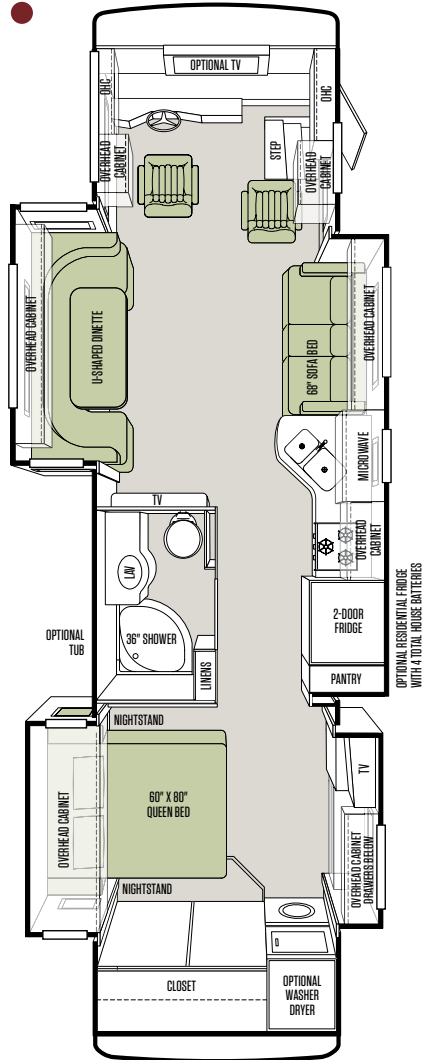 OPTIONAL TV
OHC
OHC
OVERHEAD
CABINET
STEP
OVERHEAD
CABINET
OVERHEAD CABINET
U-SHAPED DINETTE
68" SOFA BED
OVERHEAD CABINET
MICROWAVE
TV
LAV
OVERHEAD
CABINET
36" SHOWER
LINENS
OPTIONAL
TUB
2-DOOR
FRIDGE
PANTRY
OPTIONAL RESIDENTIAL FRIDGE
WITH 4 TOTAL HOUSE BATTERIES
NIGHTSTAND
OVERHEAD CABINET
60" X 80"
QUEEN BED
NIGHTSTAND
TV
OVERHEAD CABINET
DRAWERS BELOW
CLOSET
OPTIONAL
WASHER
DRYER